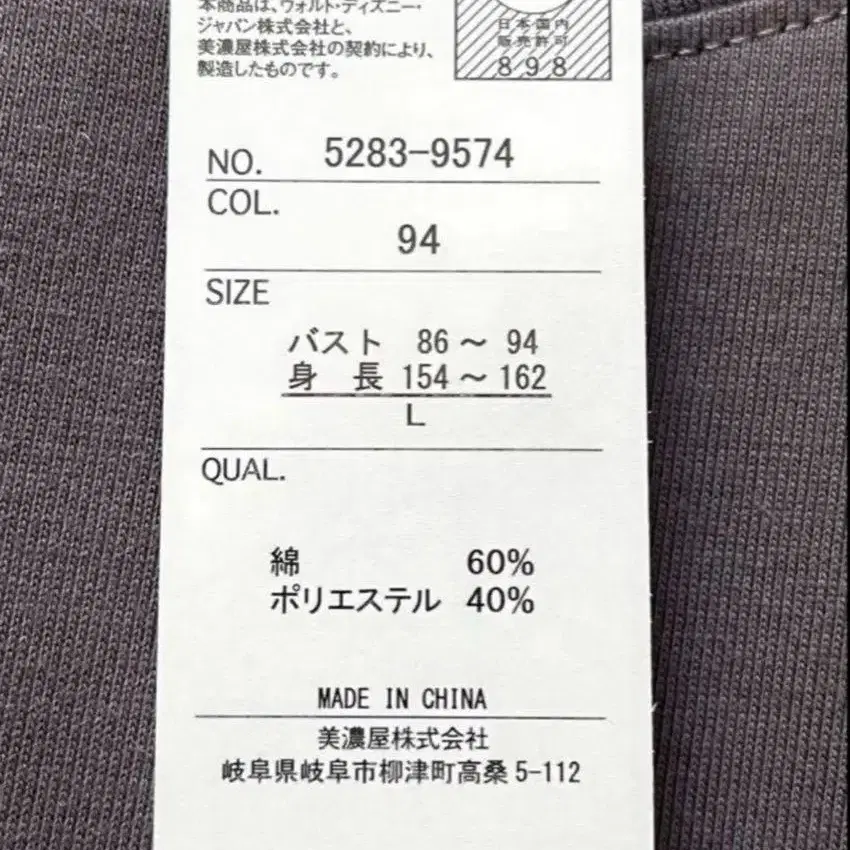 本商品は、ウォルト・ディズニー・
ジャパン株式会社と、
美濃屋株式会社の契約により、
製造したものです。
日本国内
販売許可
898
NO. 5283-9574
COL.
94
SIZE
バスト 86～94
身長 154～162
L
QUAL.
綿 60%
ポリエステル 40%
MADE IN CHINA
美濃屋株式会社
岐阜県岐阜市柳津町高桑5-112